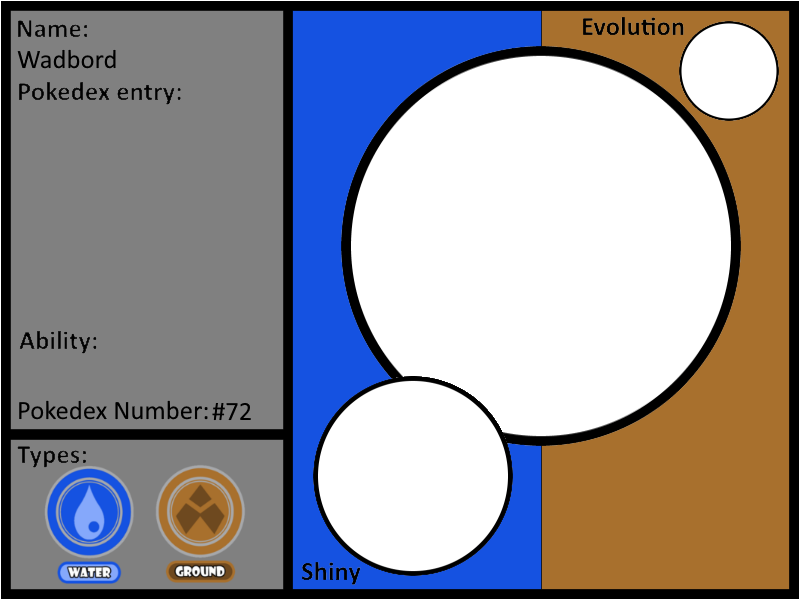 Name:
Wadbord
Pokedex entry:
Ability:
Pokedex Number: #72
Types:
WATER
GROUND
Evolution
Shiny